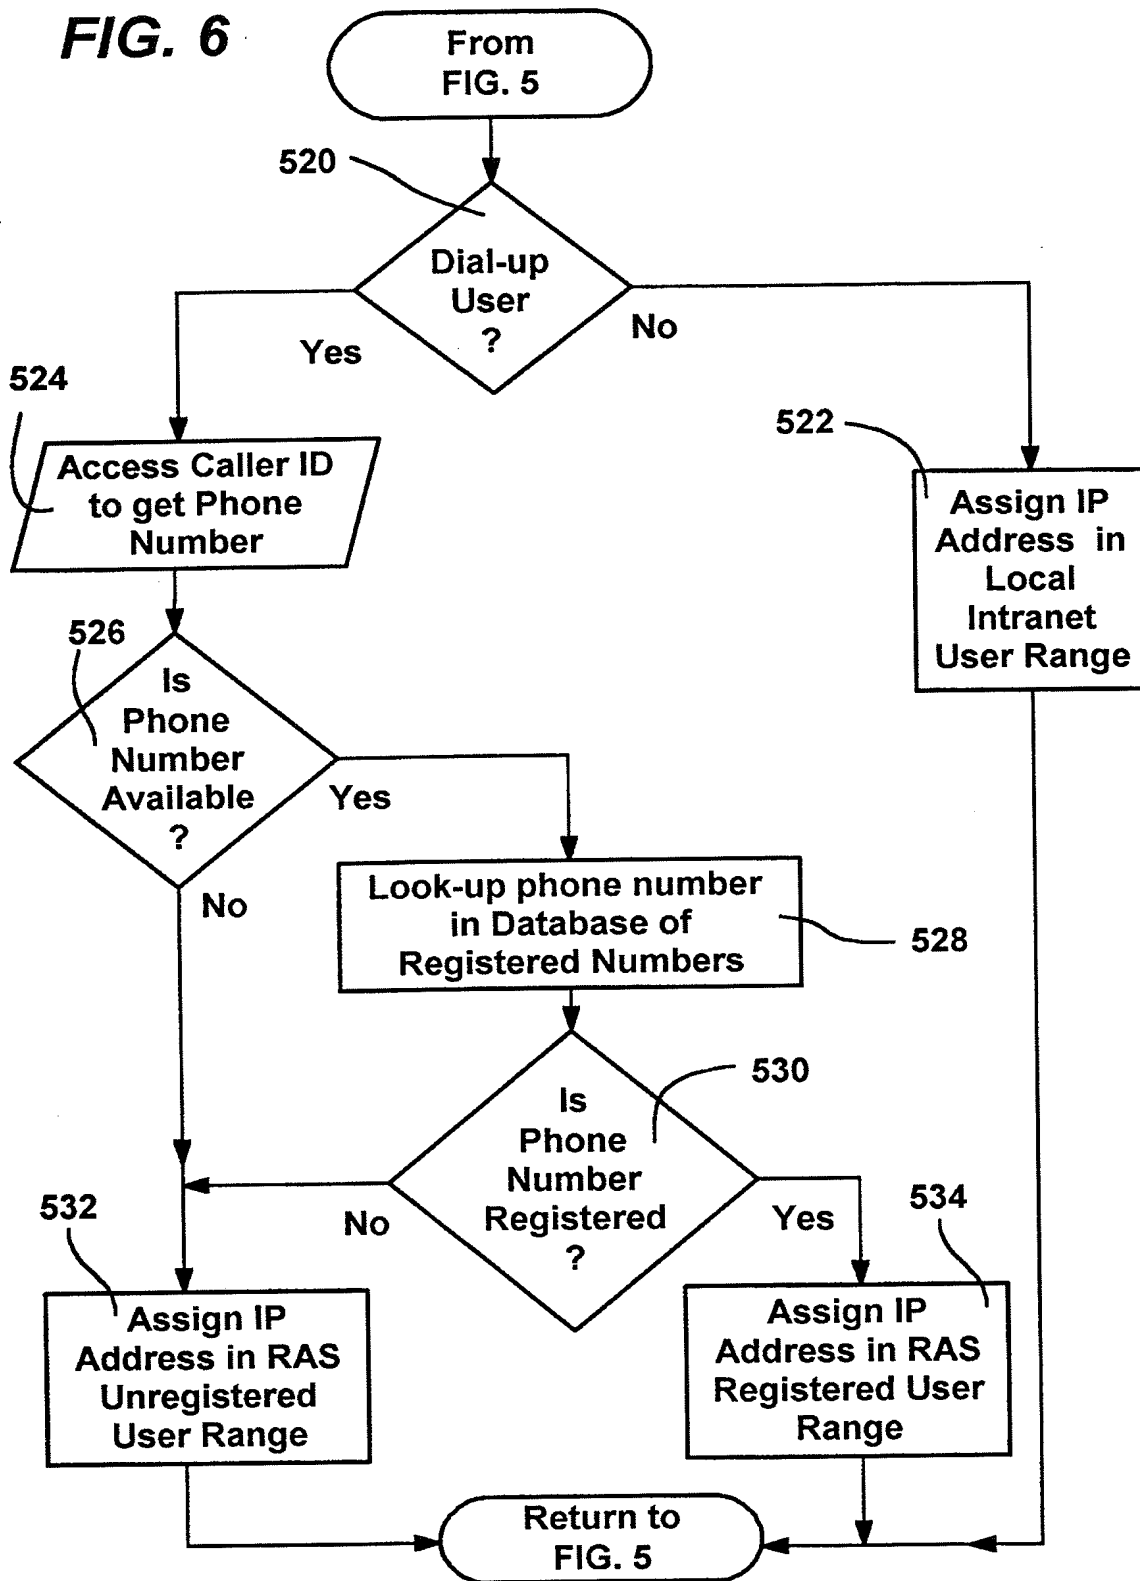 FIG. 6
From
FIG. 5
520
Dial-up
User
?
Yes
No
524
Access Caller ID
to get Phone
Number
522
Assign IP
Address in
Local
Intranet
User Range
526
Is
Phone
Number
Available
?
Yes
No
Look-up phone number
in Database of
Registered Numbers
528
530
Is
Phone
Number
Registered
?
No
Yes
532
Assign IP
Address in RAS
Unregistered
User Range
534
Assign IP
Address in RAS
Registered User
Range
Return to
FIG. 5